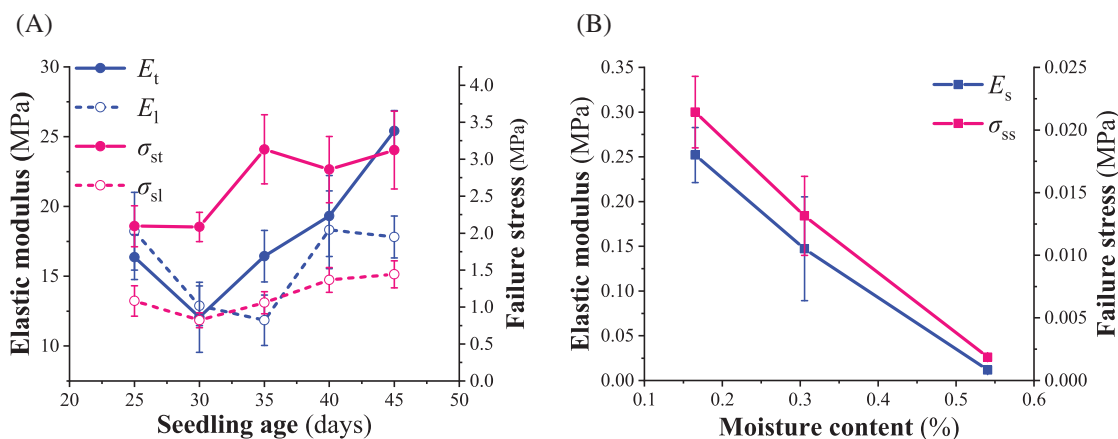 (A)
E_t
E_l
σ_st
σ_sl
Elastic modulus (MPa)
30
25
20
15
10
Failure stress (MPa)
4.0
3.5
3.0
2.5
2.0
1.5
1.0
0.5
0.0
20 25 30 35 40 45 50
Seedling age (days)
(B)
E_s
σ_ss
Elastic modulus (MPa)
0.35
0.30
0.25
0.20
0.15
0.10
0.05
0.00
Failure stress (MPa)
0.025
0.020
0.015
0.010
0.005
0.000
0.1 0.2 0.3 0.4 0.5 0.6
Moisture content (%)